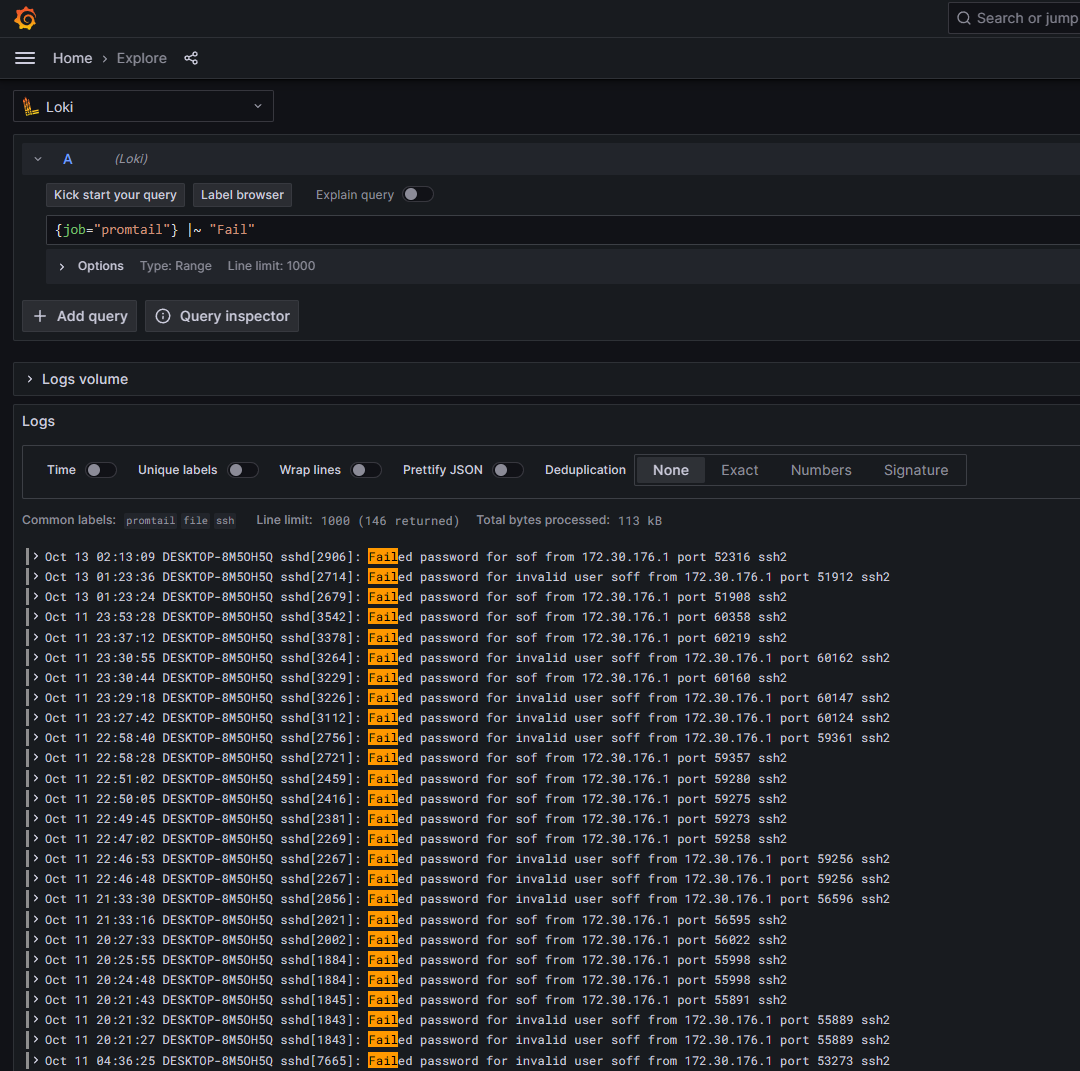 Search or jump
Home › Explore
Loki
A (Loki)
Kick start your query Label browser Explain query
{job="promtail"} |~ "Fail"
Options Type: Range Line limit: 1000
+ Add query Query inspector
Logs volume
Logs
Time Unique labels Wrap lines Prettify JSON Deduplication None Exact Numbers Signature
Common labels: promtail file ssh Line limit: 1000 (146 returned) Total bytes processed: 113 kB
Oct 13 02:13:09 DESKTOP-8M5OH5Q sshd[2906]: Failed password for sof from 172.30.176.1 port 52316 ssh2
Oct 13 01:23:36 DESKTOP-8M5OH5Q sshd[2714]: Failed password for invalid user soff from 172.30.176.1 port 51912 ssh2
Oct 13 01:23:24 DESKTOP-8M5OH5Q sshd[2679]: Failed password for sof from 172.30.176.1 port 51908 ssh2
Oct 11 23:53:28 DESKTOP-8M5OH5Q sshd[3542]: Failed password for sof from 172.30.176.1 port 60358 ssh2
Oct 11 23:37:12 DESKTOP-8M5OH5Q sshd[3378]: Failed password for sof from 172.30.176.1 port 60219 ssh2
Oct 11 23:30:55 DESKTOP-8M5OH5Q sshd[3264]: Failed password for invalid user soff from 172.30.176.1 port 60162 ssh2
Oct 11 23:30:44 DESKTOP-8M5OH5Q sshd[3229]: Failed password for sof from 172.30.176.1 port 60160 ssh2
Oct 11 23:29:18 DESKTOP-8M5OH5Q sshd[3226]: Failed password for invalid user soff from 172.30.176.1 port 60147 ssh2
Oct 11 23:27:42 DESKTOP-8M5OH5Q sshd[3112]: Failed password for invalid user soff from 172.30.176.1 port 60124 ssh2
Oct 11 22:58:40 DESKTOP-8M5OH5Q sshd[2756]: Failed password for invalid user soff from 172.30.176.1 port 59361 ssh2
Oct 11 22:58:28 DESKTOP-8M5OH5Q sshd[2721]: Failed password for sof from 172.30.176.1 port 59357 ssh2
Oct 11 22:51:02 DESKTOP-8M5OH5Q sshd[2459]: Failed password for sof from 172.30.176.1 port 59280 ssh2
Oct 11 22:50:05 DESKTOP-8M5OH5Q sshd[2416]: Failed password for sof from 172.30.176.1 port 59275 ssh2
Oct 11 22:49:45 DESKTOP-8M5OH5Q sshd[2381]: Failed password for sof from 172.30.176.1 port 59273 ssh2
Oct 11 22:47:02 DESKTOP-8M5OH5Q sshd[2269]: Failed password for sof from 172.30.176.1 port 59258 ssh2
Oct 11 22:46:53 DESKTOP-8M5OH5Q sshd[2267]: Failed password for invalid user soff from 172.30.176.1 port 59256 ssh2
Oct 11 22:46:48 DESKTOP-8M5OH5Q sshd[2267]: Failed password for invalid user soff from 172.30.176.1 port 59256 ssh2
Oct 11 21:33:30 DESKTOP-8M5OH5Q sshd[2056]: Failed password for invalid user soff from 172.30.176.1 port 56596 ssh2
Oct 11 21:33:16 DESKTOP-8M5OH5Q sshd[2021]: Failed password for sof from 172.30.176.1 port 56595 ssh2
Oct 11 20:27:33 DESKTOP-8M5OH5Q sshd[2002]: Failed password for sof from 172.30.176.1 port 56022 ssh2
Oct 11 20:25:55 DESKTOP-8M5OH5Q sshd[1884]: Failed password for sof from 172.30.176.1 port 55998 ssh2
Oct 11 20:24:48 DESKTOP-8M5OH5Q sshd[1884]: Failed password for sof from 172.30.176.1 port 55998 ssh2
Oct 11 20:21:43 DESKTOP-8M5OH5Q sshd[1845]: Failed password for sof from 172.30.176.1 port 55891 ssh2
Oct 11 20:21:32 DESKTOP-8M5OH5Q sshd[1843]: Failed password for invalid user soff from 172.30.176.1 port 55889 ssh2
Oct 11 20:21:27 DESKTOP-8M5OH5Q sshd[1843]: Failed password for invalid user soff from 172.30.176.1 port 55889 ssh2
Oct 11 04:36:25 DESKTOP-8M5OH5Q sshd[7665]: Failed password for invalid user soff from 172.30.176.1 port 53273 ssh2